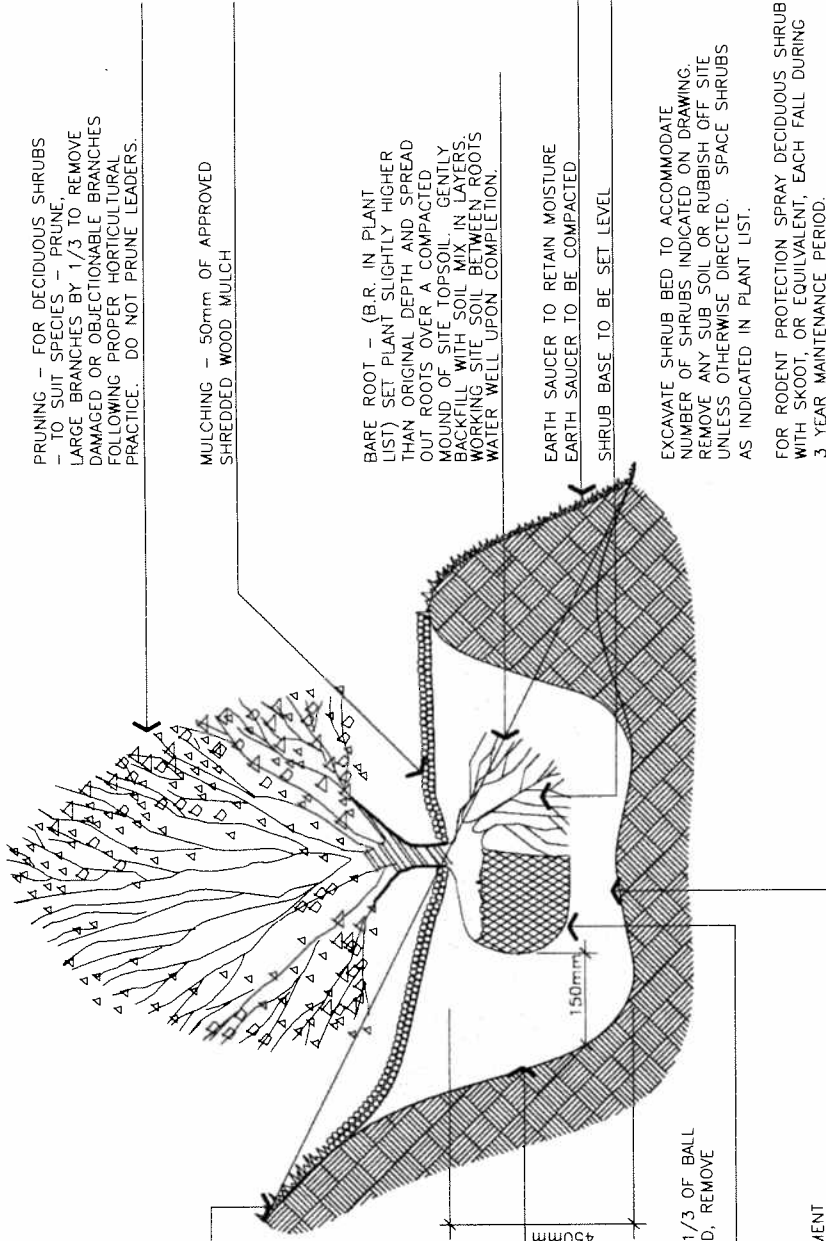 PRUNING – FOR DECIDUOUS SHRUBS
– TO SUIT SPECIES – PRUNE,
LARGE BRANCHES BY 1/3 TO REMOVE
DAMAGED OR OBJECTIONABLE BRANCHES
FOLLOWING PROPER HORTICULTURAL
PRACTICE. DO NOT PRUNE LEADERS.
MULCHING – 50mm OF APPROVED
SHREDDED WOOD MULCH
BARE ROOT – (B.R. IN PLANT
LIST) SET PLANT SLIGHTLY HIGHER
THAN ORIGINAL DEPTH AND SPREAD
OUT ROOTS OVER A COMPACTED
MOUND OF SITE TOPSOIL. GENTLY
BACKFILL WITH SOIL MIX IN LAYERS.
WORKING SITE SOIL BETWEEN ROOTS
WATER WELL UPON COMPLETION.
EARTH SAUCER TO RETAIN MOISTURE
EARTH SAUCER TO BE COMPACTED
SHRUB BASE TO BE SET LEVEL
EXCAVATE SHRUB BED TO ACCOMMODATE
NUMBER OF SHRUBS INDICATED ON DRAWING.
REMOVE ANY SUB SOIL OR RUBBISH OFF SITE
UNLESS OTHERWISE DIRECTED. SPACE SHRUBS
AS INDICATED IN PLANT LIST.
FOR RODENT PROTECTION SPRAY DECIDUOUS SHRUB
WITH SKOOT, OR EQUIVALENT, EACH FALL DURING
3 YEAR MAINTENANCE PERIOD.
150mm
450mm
1/3 OF BALL
D, REMOVE
MENT